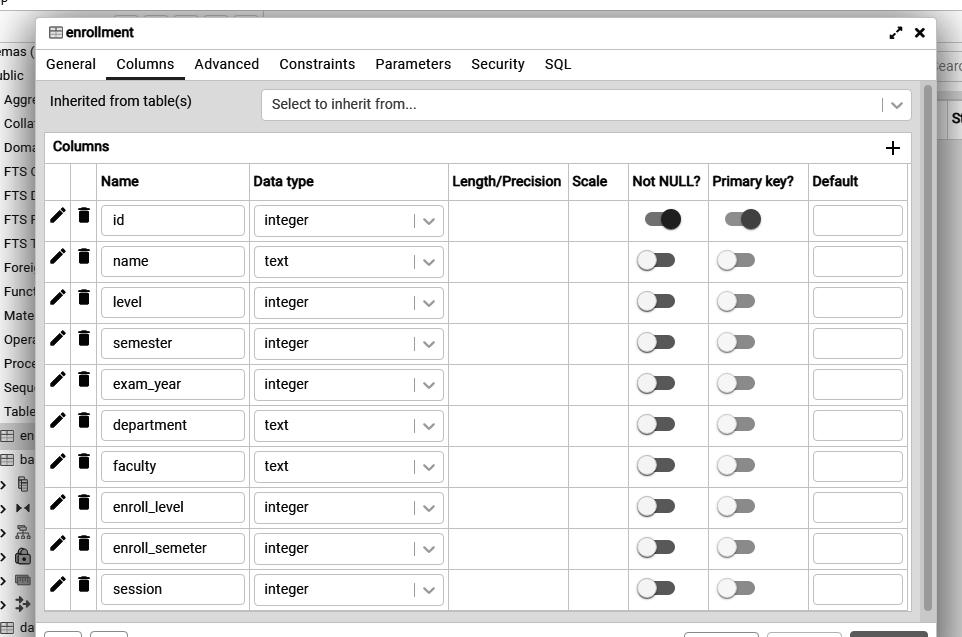 enrollment
General Columns Advanced Constraints Parameters Security SQL
Inherited from table(s) Select to inherit from...
Columns
Name Data type Length/Precision Scale Not NULL? Primary key? Default
id integer
name text
level integer
semester integer
exam_year integer
department text
faculty text
enroll_level integer
enroll_semeter integer
session integer
emas (
ublic
Aggre
Colla
Doma
FTS C
FTS D
FTS F
FTS T
Forei
Funct
Mate
Opera
Proce
Sequ
Table
en
ba
da
earc
St